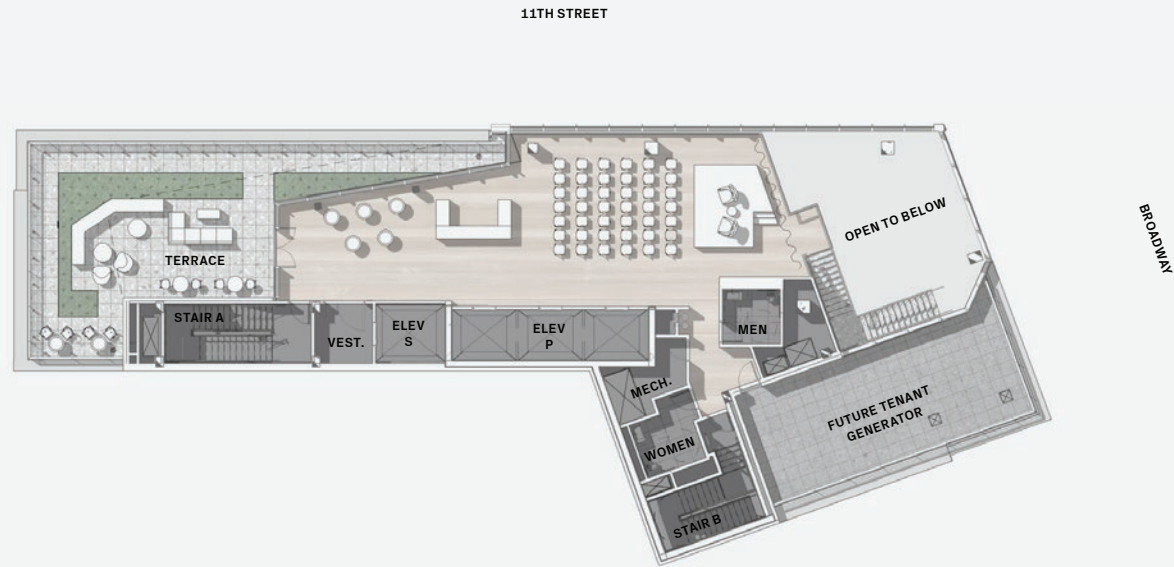 11TH STREET
BROADWAY
OPEN TO BELOW
TERRACE
STAIR A
VEST.
ELEV
S
ELEV
P
MEN
MECH.
WOMEN
STAIR B
FUTURE TENANT
GENERATOR